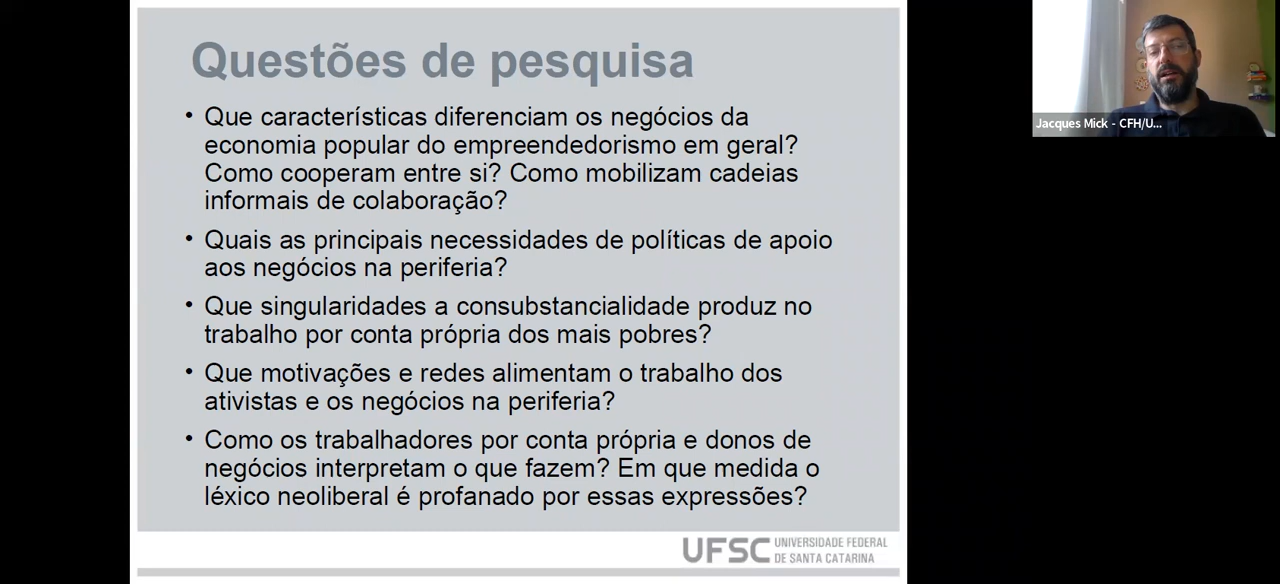 Questões de pesquisa
• Que características diferenciam os negócios da
economia popular do empreendedorismo em geral?
Como cooperam entre si? Como mobilizam cadeias
informais de colaboração?
• Quais as principais necessidades de políticas de apoio
aos negócios na periferia?
• Que singularidades a consubstancialidade produz no
trabalho por conta própria dos mais pobres?
• Que motivações e redes alimentam o trabalho dos
ativistas e os negócios na periferia?
• Como os trabalhadores por conta própria e donos de
negócios interpretam o que fazem? Em que medida o
léxico neoliberal é profanado por essas expressões?
UFSC UNIVERSIDADE FEDERAL
DE SANTA CATARINA
Jacques Mick - CFH/U...